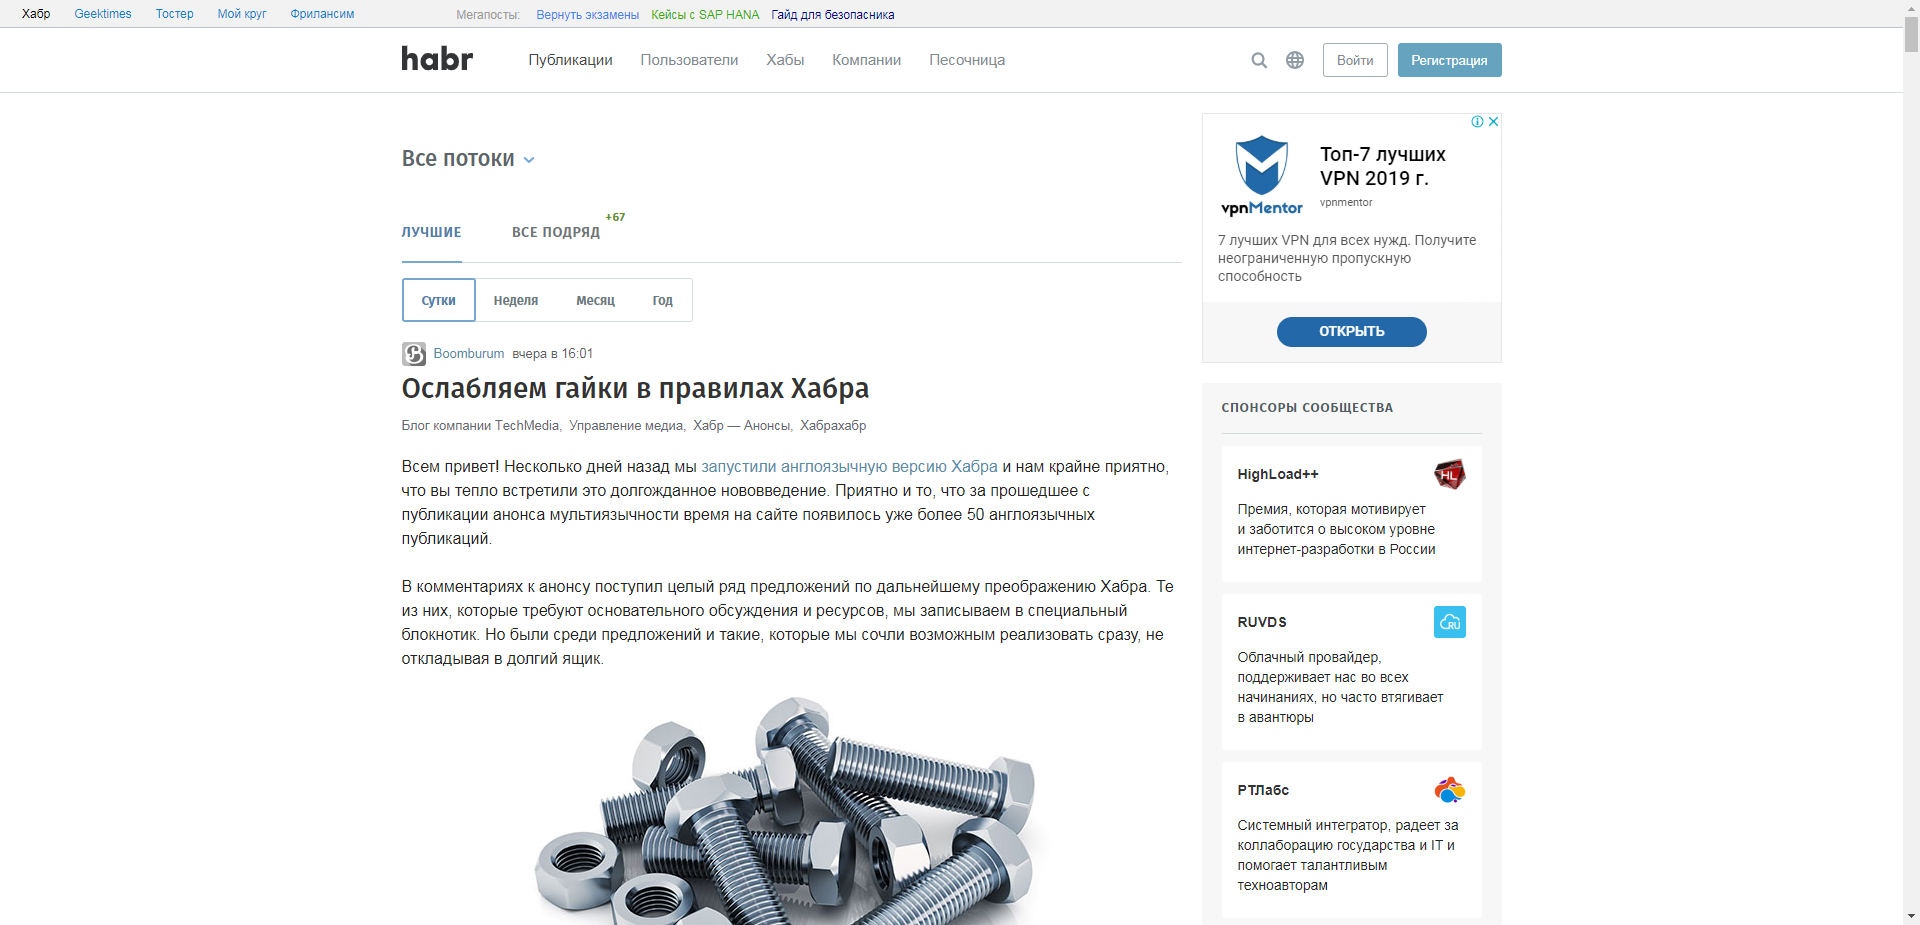 Хабр Geektimes Тостер Мой круг Фрилансим Мегапосты: Вернуть экзамены Кейсы с SAP HANA Гайд для безопасника
habr Публикации Пользователи Хабы Компании Песочница Войти Регистрация
Все потоки
ЛУЧШИЕ ВСЕ ПОДРЯД +67
Сутки Неделя Месяц Год
Boomburum вчера в 16:01
Ослабляем гайки в правилах Хабра
Блог компании TechMedia, Управление медиа, Хабр — Анонсы, Хабрахабр
Всем привет! Несколько дней назад мы запустили англоязычную версию Хабра и нам крайне приятно,
что вы тепло встретили это долгожданное нововведение. Приятно и то, что за прошедшее с
публикации анонса мультиязычности время на сайте появилось уже более 50 англоязычных
публикаций.
В комментариях к анонсу поступил целый ряд предложений по дальнейшему преображению Хабра. Те
из них, которые требуют основательного обсуждения и ресурсов, мы записываем в специальный
блокнотик. Но были среди предложений и такие, которые мы сочли возможным реализовать сразу, не
откладывая в долгий ящик.
vpnMentor
Топ-7 лучших
VPN 2019 г.
vpnmentor
7 лучших VPN для всех нужд. Получите
неограниченную пропускную
способность
ОТКРЫТЬ
СПОНСОРЫ СООБЩЕСТВА
HighLoad++ HL
Премия, которая мотивирует
и заботится о высоком уровне
интернет-разработки в России
RUVDS RU
Облачный провайдер,
поддерживает нас во всех
начинаниях, но часто втягивает
в авантюры
РТЛабс
Системный интегратор, радеет за
коллаборацию государства и IT и
помогает талантливым
техноавторам